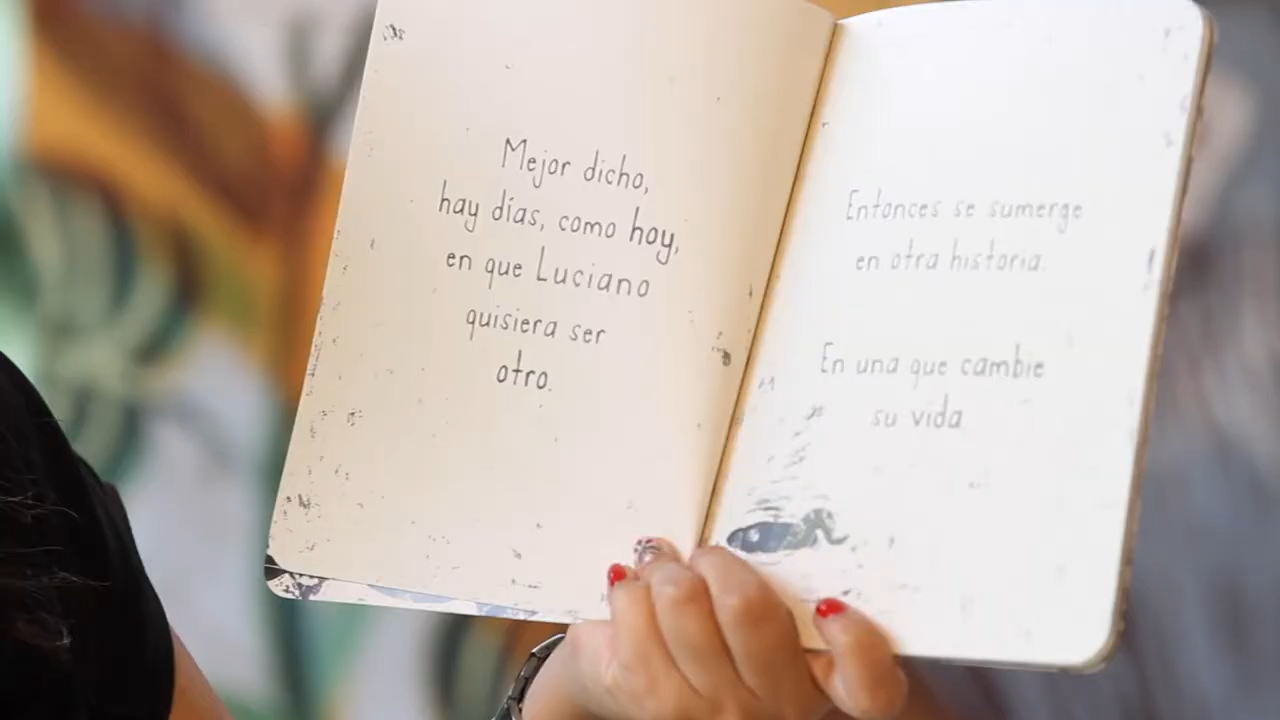 Mejor dicho,
hay días, como hoy,
en que Luciano
quisiera ser
otro.
Entonces se sumerge
en otra historia.
En una que cambie
su vida